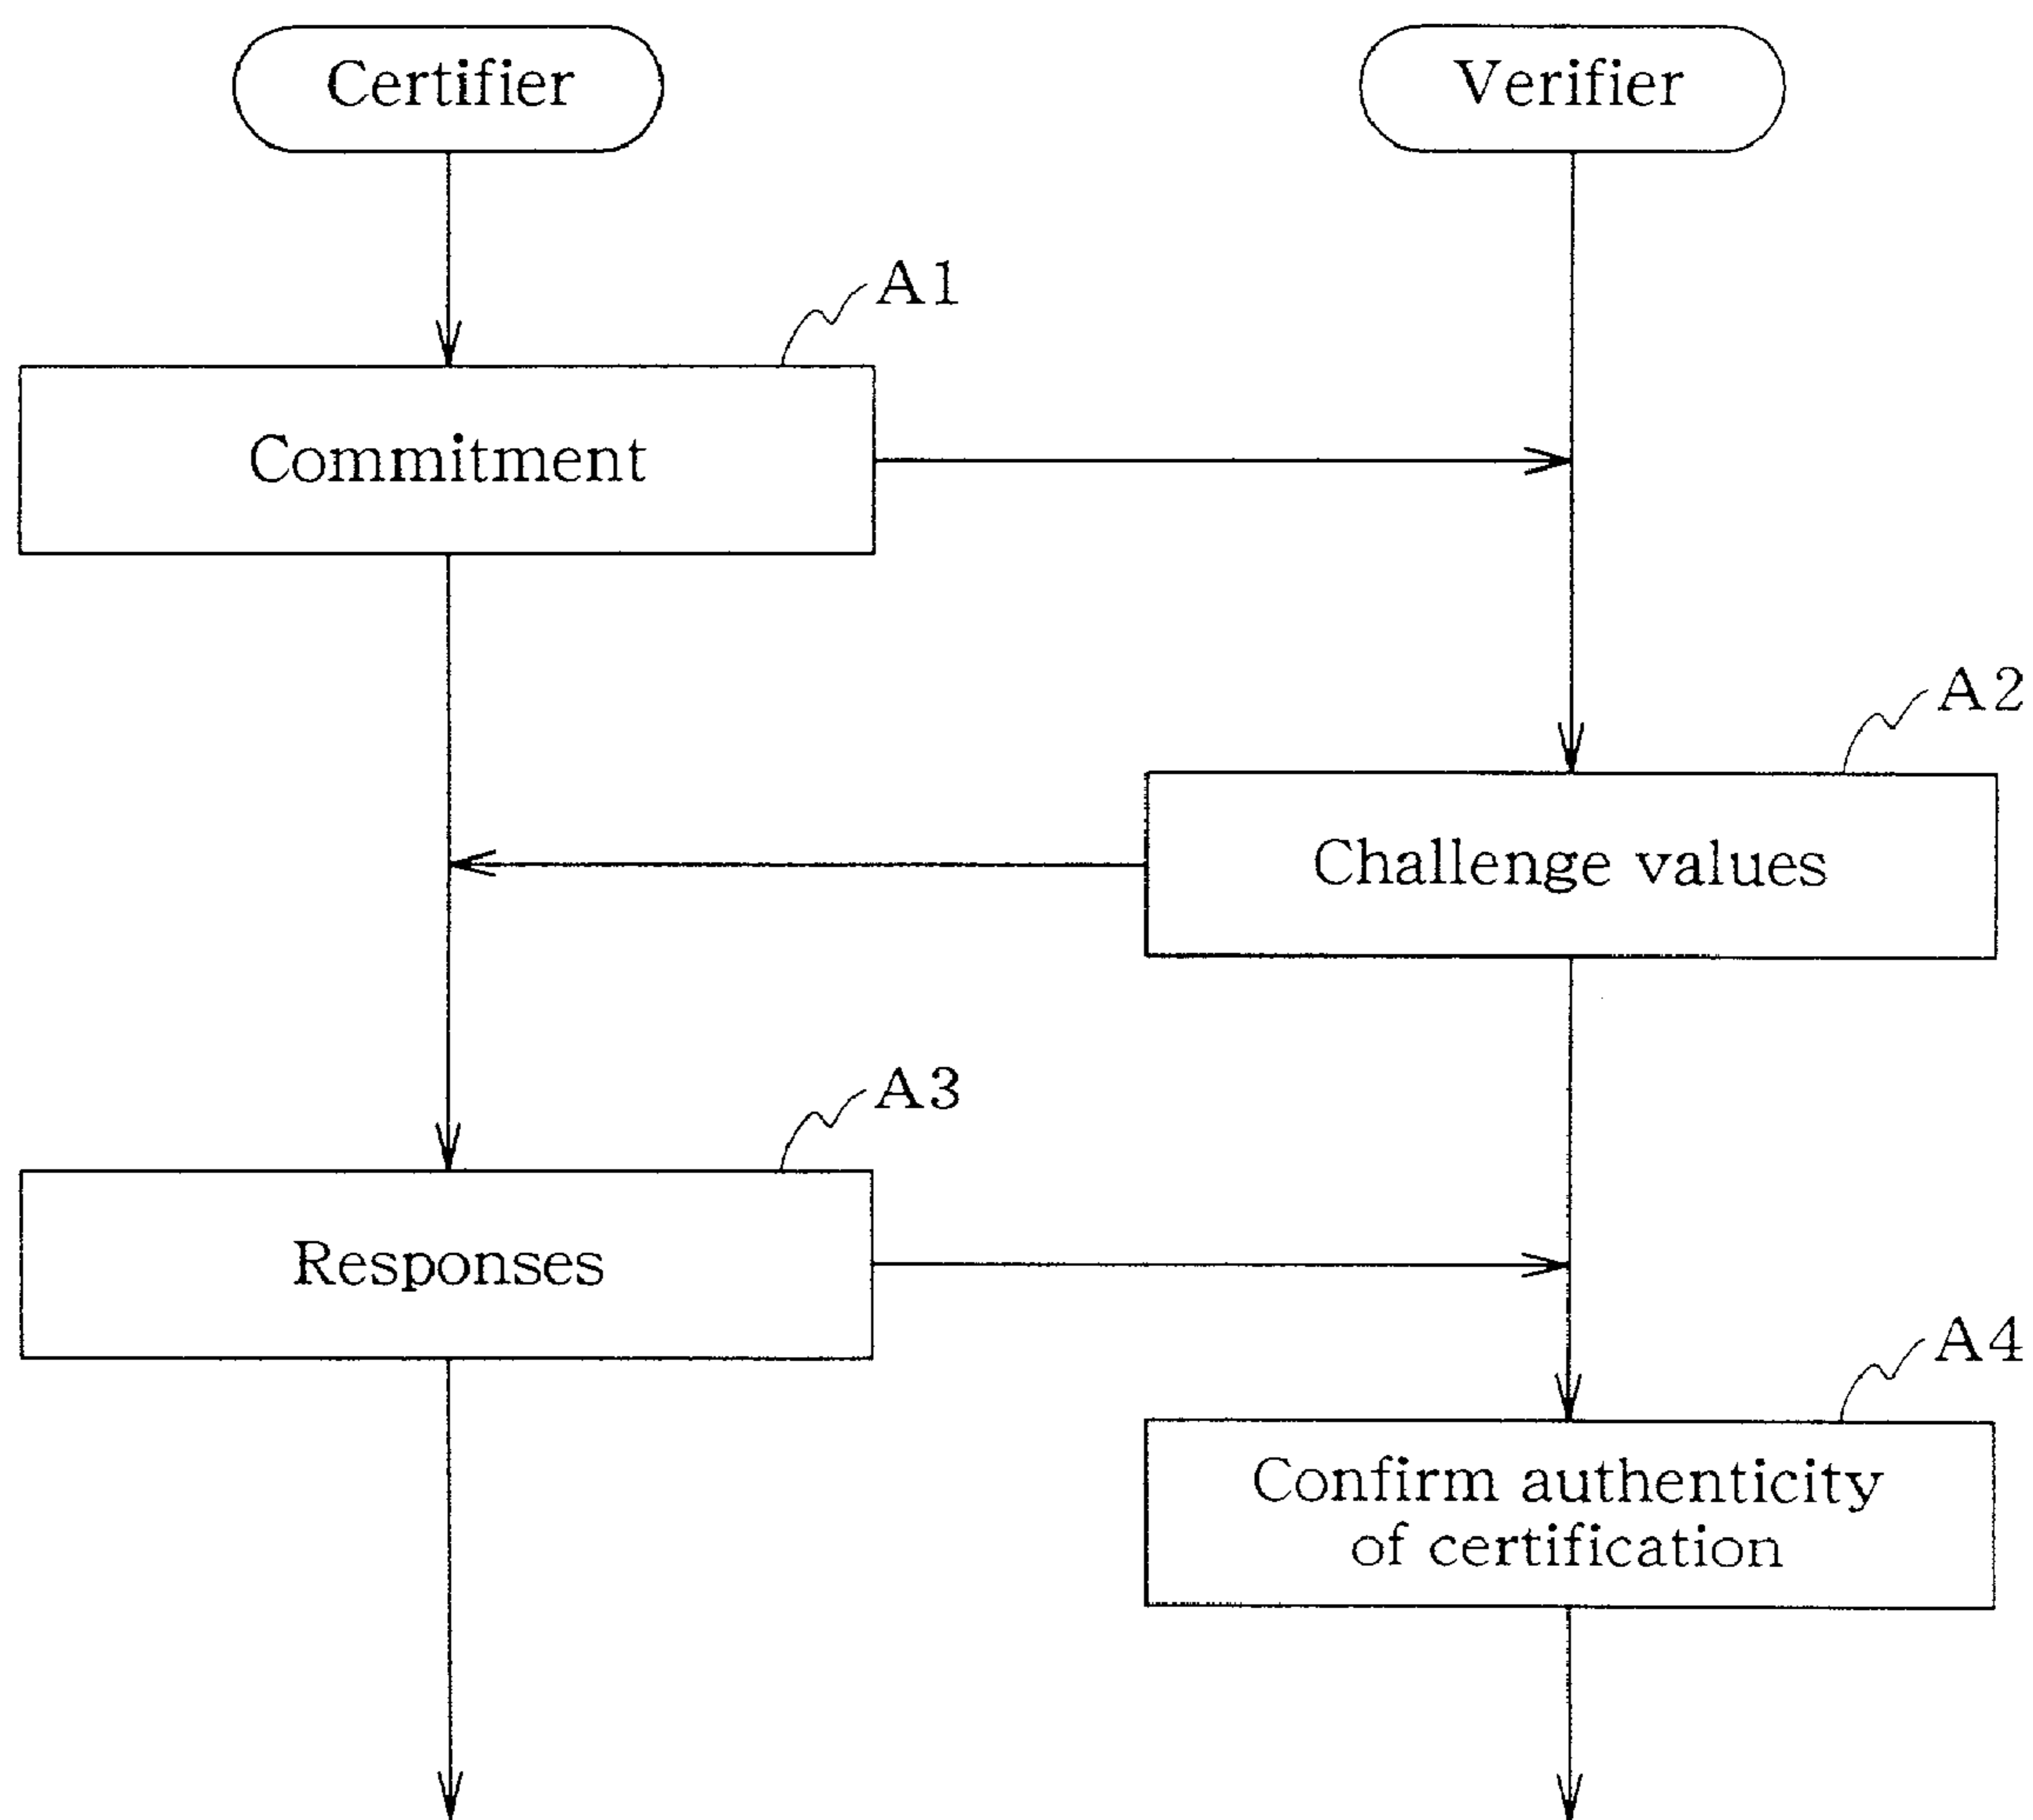 Certifier
Verifier
A1
Commitment
A2
Challenge values
A3
Responses
A4
Confirm authenticity
of certification